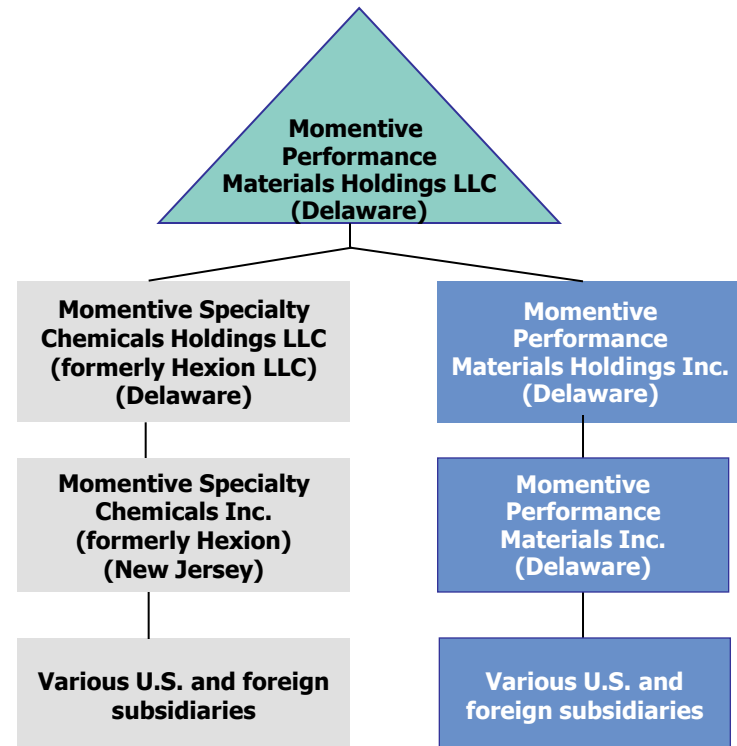 Momentive
Performance
Materials Holdings LLC
(Delaware)
Momentive Specialty
Chemicals Holdings LLC
(formerly Hexion LLC)
(Delaware)
Momentive
Performance
Materials Holdings Inc.
(Delaware)
Momentive Specialty
Chemicals Inc.
(formerly Hexion)
(New Jersey)
Momentive
Performance
Materials Inc.
(Delaware)
Various U.S. and foreign
subsidiaries
Various U.S. and
foreign subsidiaries